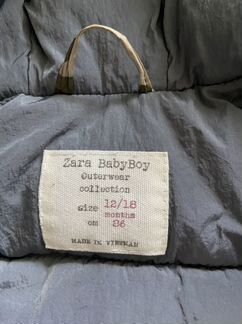 Zara BabyBoy
Outerwear
collection
size 12/18
months
cm 86
MADE IN VIETNAM